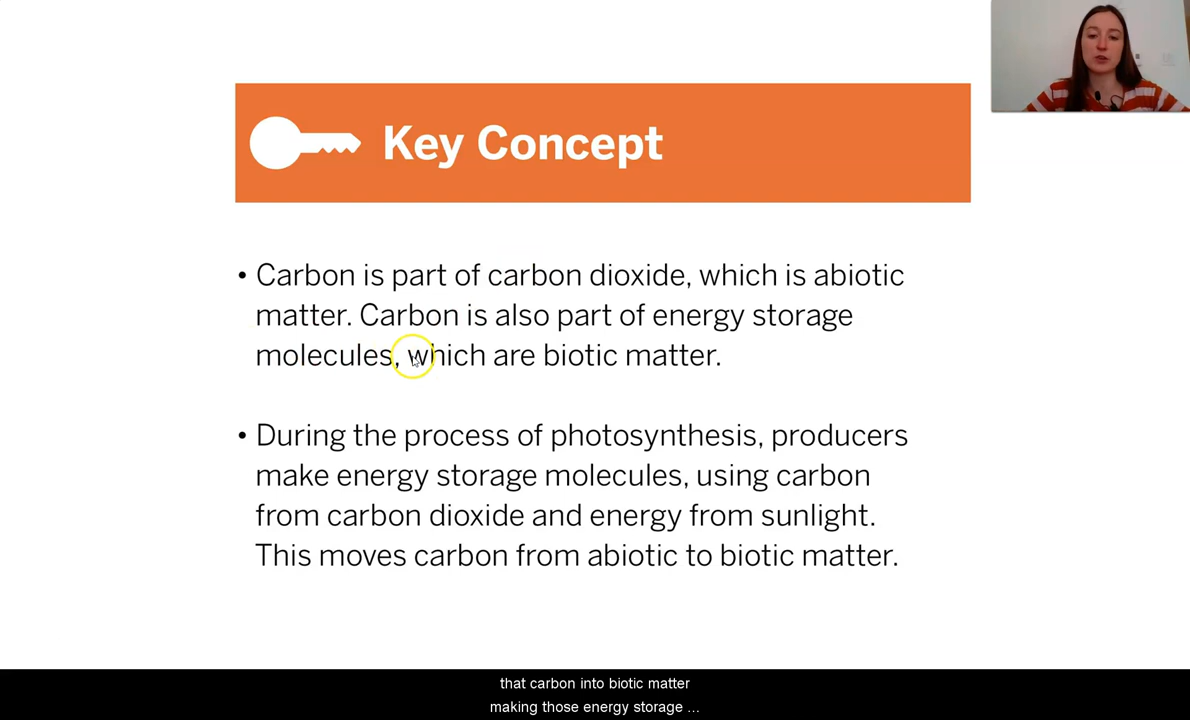 Key Concept
• Carbon is part of carbon dioxide, which is abiotic
matter. Carbon is also part of energy storage
molecules, which are biotic matter.
• During the process of photosynthesis, producers
make energy storage molecules, using carbon
from carbon dioxide and energy from sunlight.
This moves carbon from abiotic to biotic matter.
that carbon into biotic matter
making those energy storage ...